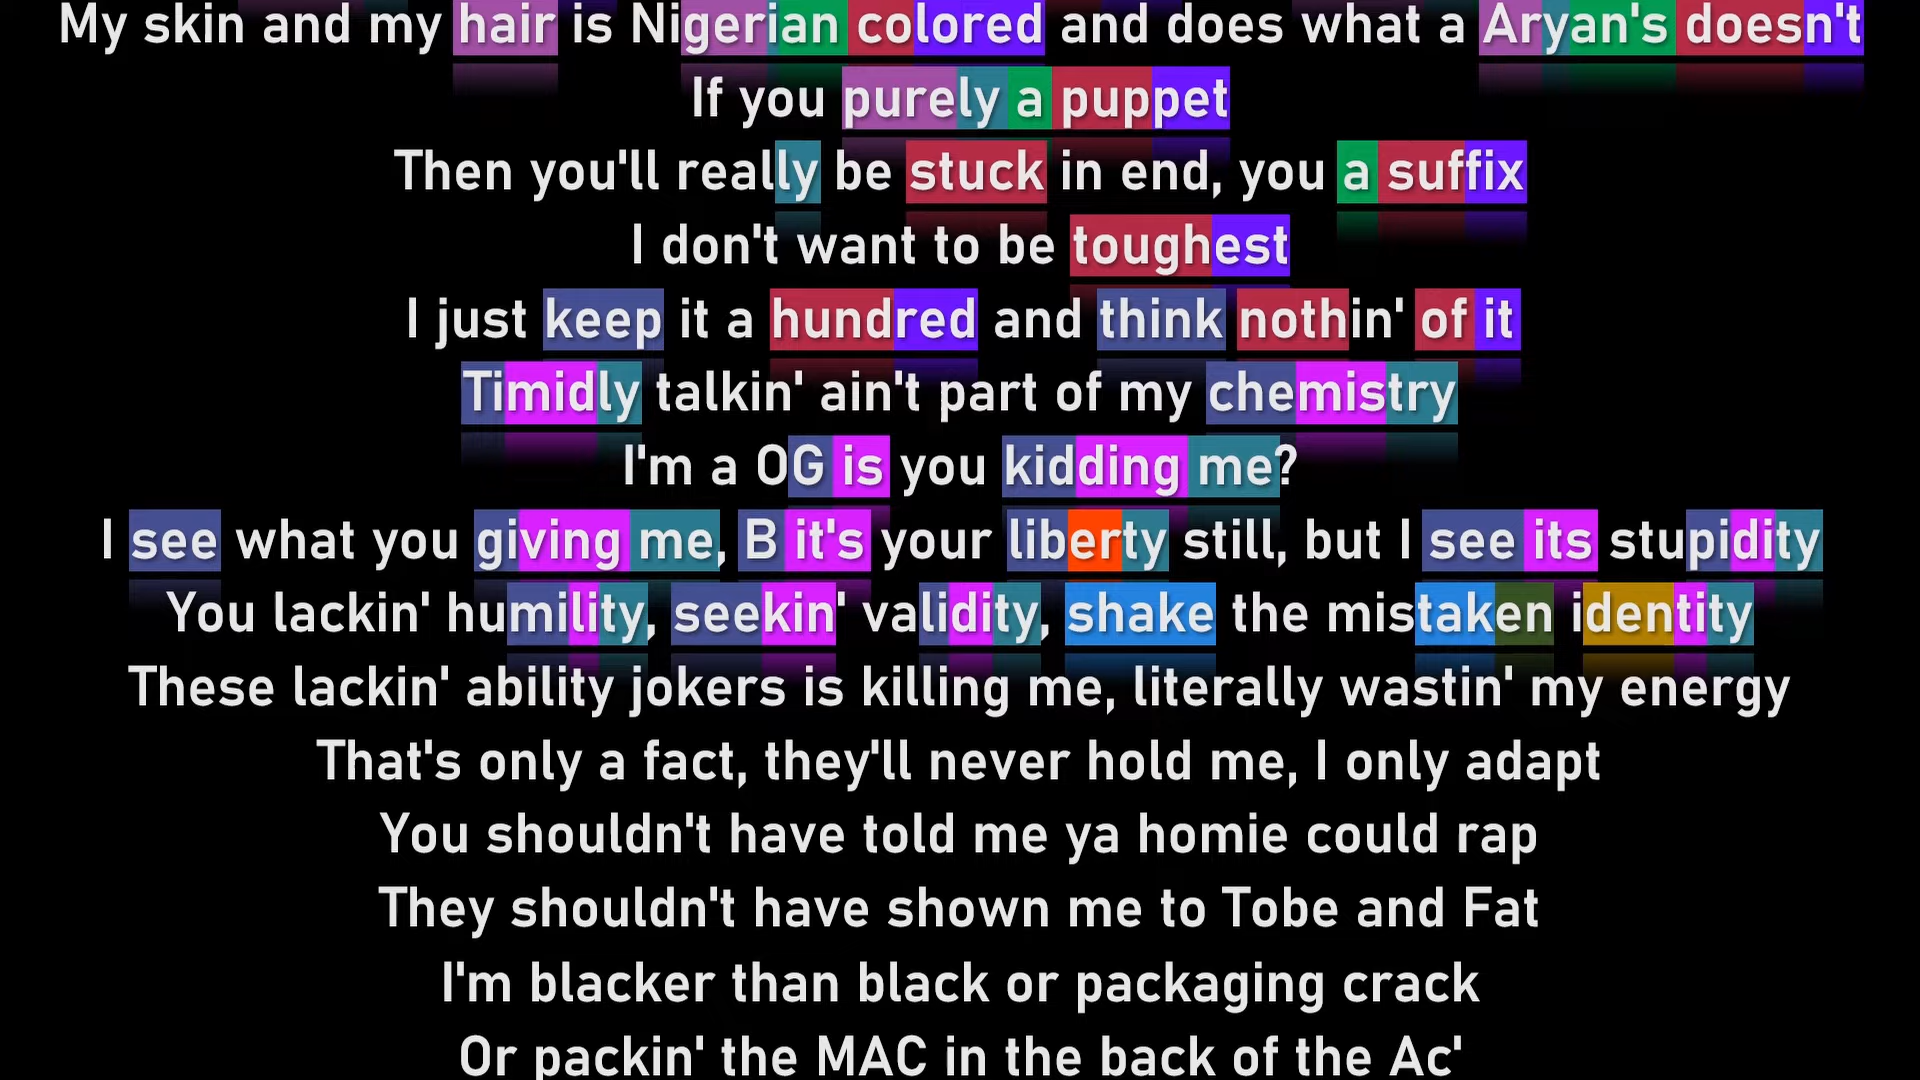 My skin and my hair is Nigerian colored and does what a Aryan's doesn't
If you purely a puppet
Then you'll really be stuck in end, you a suffix
I don't want to be toughest
I just keep it a hundred and think nothin' of it
Timidly talkin' ain't part of my chemistry
I'm a OG is you kidding me?
I see what you giving me, B it's your liberty still, but I see its stupidity
You lackin' humility, seekin' validity, shake the mistaken identity
These lackin' ability jokers is killing me, literally wastin' my energy
That's only a fact, they'll never hold me, I only adapt
You shouldn't have told me ya homie could rap
They shouldn't have shown me to Tobe and Fat
I'm blacker than black or packaging crack
Or packin' the MAC in the back of the Ac'